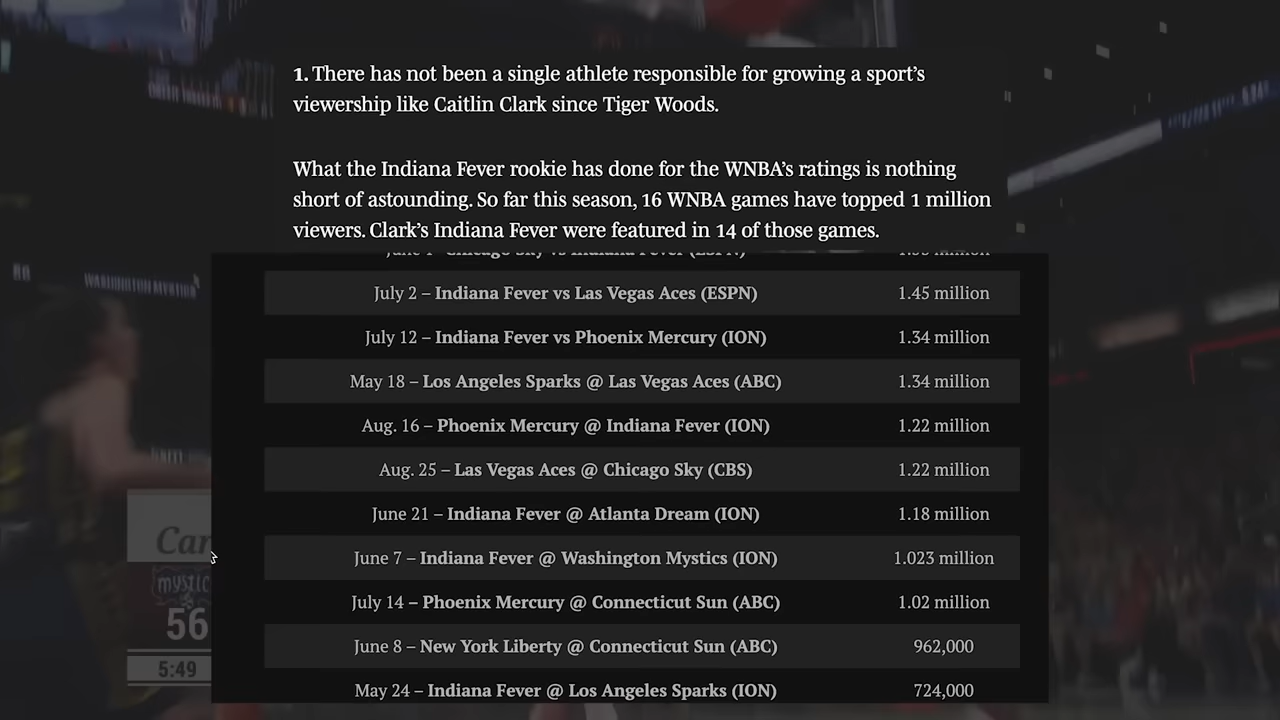 1. There has not been a single athlete responsible for growing a sport's
viewership like Caitlin Clark since Tiger Woods.
What the Indiana Fever rookie has done for the WNBA's ratings is nothing
short of astounding. So far this season, 16 WNBA games have topped 1 million
viewers. Clark's Indiana Fever were featured in 14 of those games.
July 2 – Indiana Fever vs Las Vegas Aces (ESPN) 1.45 million
July 12 – Indiana Fever vs Phoenix Mercury (ION) 1.34 million
May 18 – Los Angeles Sparks @ Las Vegas Aces (ABC) 1.34 million
Aug. 16 – Phoenix Mercury @ Indiana Fever (ION) 1.22 million
Aug. 25 – Las Vegas Aces @ Chicago Sky (CBS) 1.22 million
June 21 – Indiana Fever @ Atlanta Dream (ION) 1.18 million
June 7 – Indiana Fever @ Washington Mystics (ION) 1.023 million
July 14 – Phoenix Mercury @ Connecticut Sun (ABC) 1.02 million
June 8 – New York Liberty @ Connecticut Sun (ABC) 962,000
May 24 – Indiana Fever @ Los Angeles Sparks (ION) 724,000
WASHINGTON MYSTICS
mystic
56
5:49